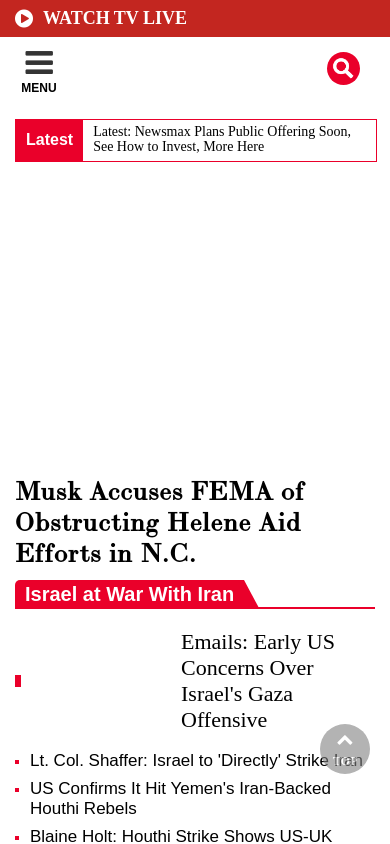 WATCH TV LIVE
MENU
Latest
Latest: Newsmax Plans Public Offering Soon,
See How to Invest, More Here
Musk Accuses FEMA of
Obstructing Helene Aid
Efforts in N.C.
Israel at War With Iran
Emails: Early US
Concerns Over
Israel's Gaza
Offensive
Lt. Col. Shaffer: Israel to 'Directly' Strike Iran
US Confirms It Hit Yemen's Iran-Backed
Houthi Rebels
Blaine Holt: Houthi Strike Shows US-UK